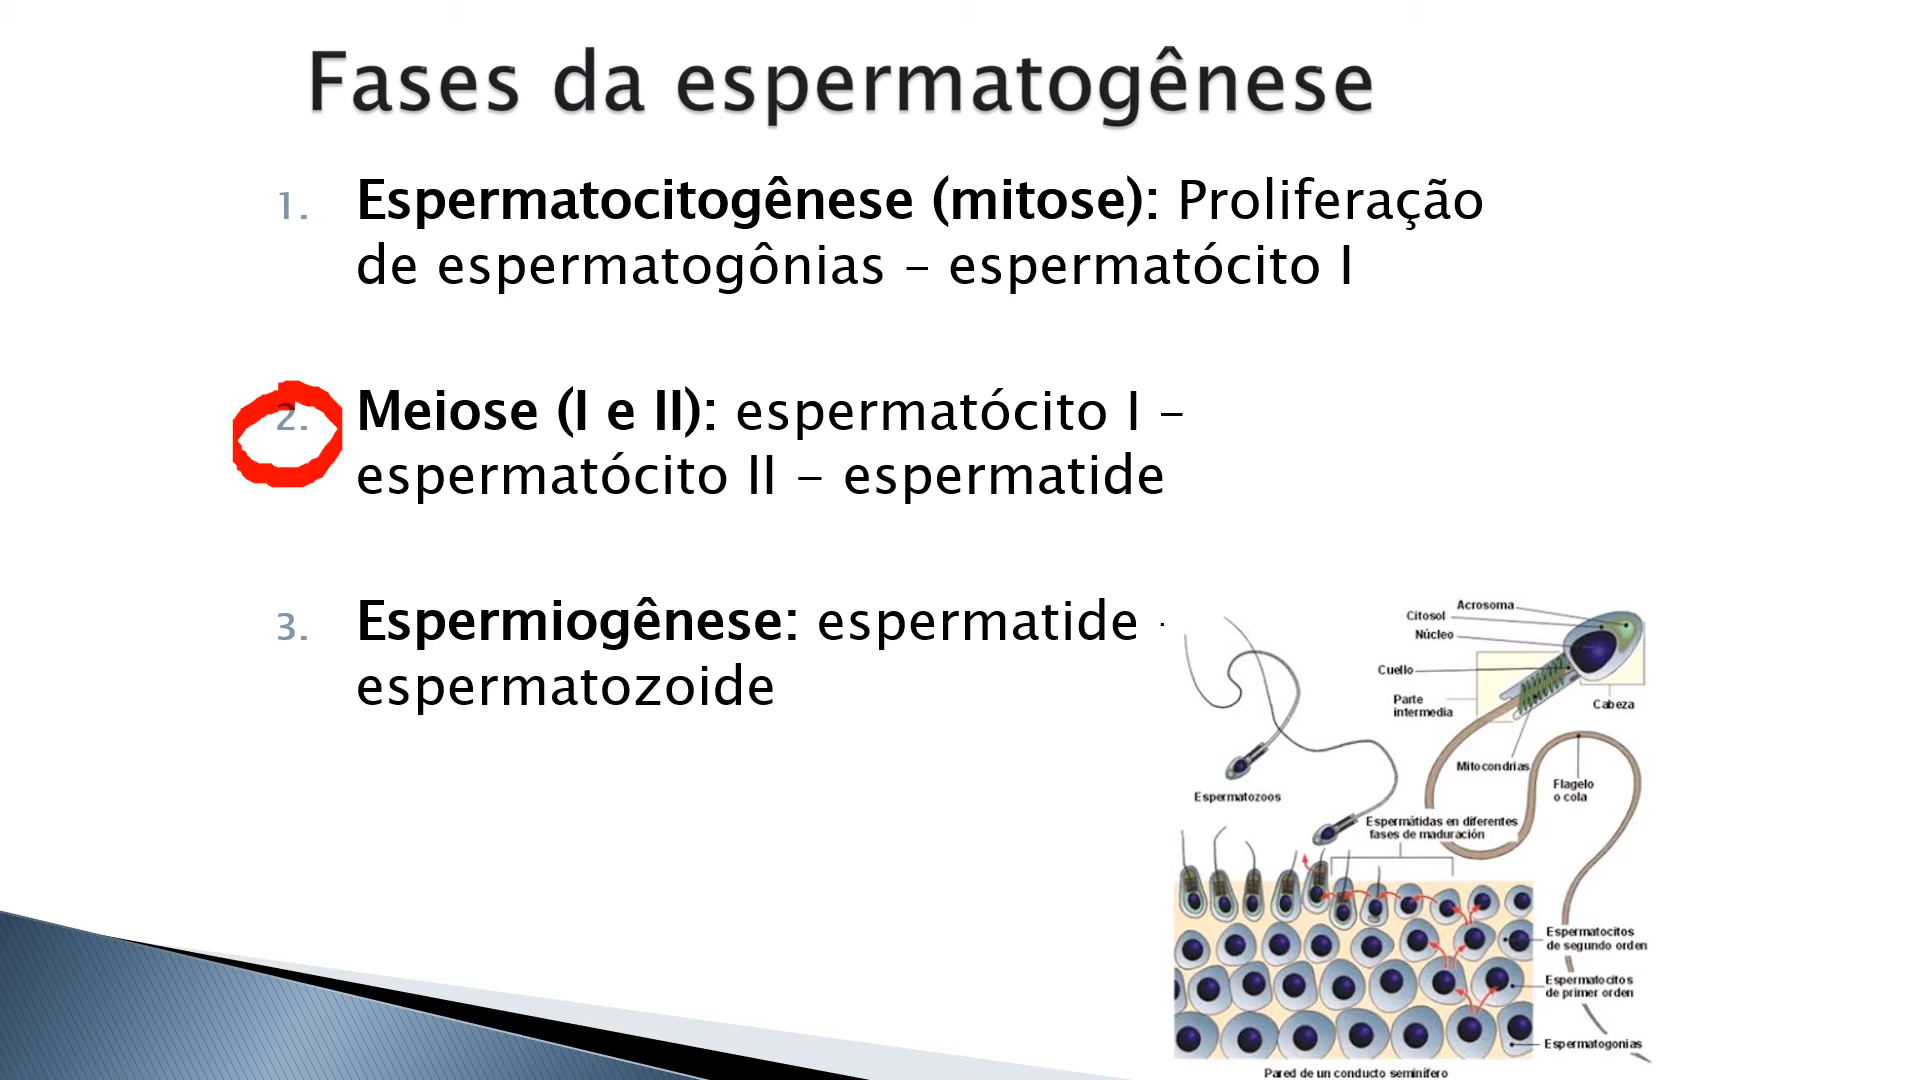 Fases da espermatogênese
1. Espermatocitogênese (mitose): Proliferação
de espermatogônias – espermatócito I
2. Meiose (I e II): espermatócito I –
espermatócito II – espermatide
3. Espermiogênese: espermatide -
espermatozoide
Acrosoma
Citosol
Núcleo
Cuello
Parte
intermedia
Cabeza
Mitocondrias
Flagelo
o cola
Espermatozoos
Espermátidas en diferentes
fases de maduración
Espermatocitos
de segundo orden
Espermatocitos
de primer orden
Espermatogonias
Pared de un conducto seminífero